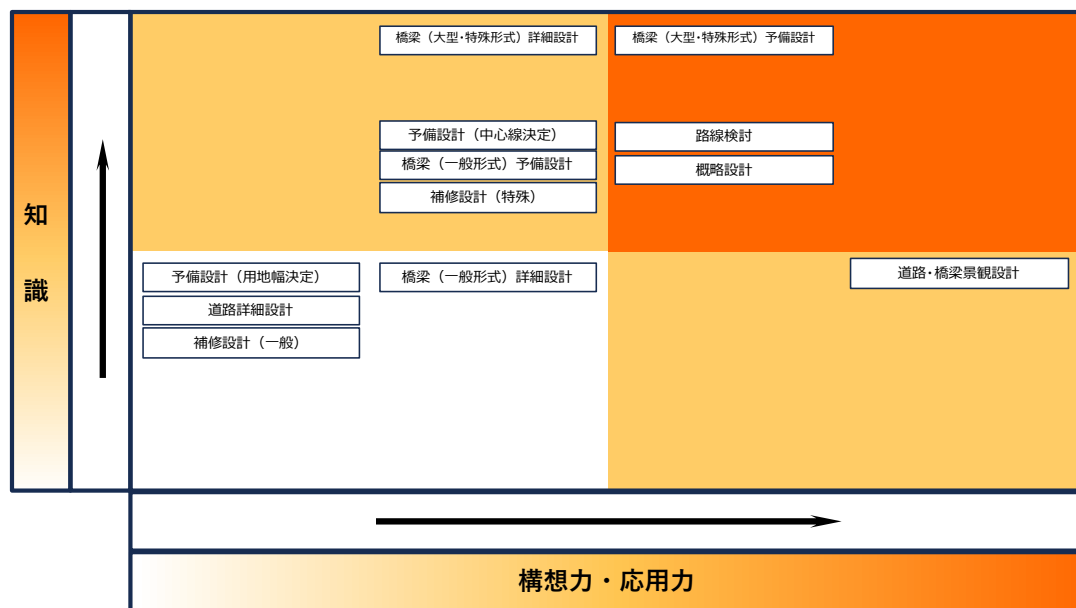 橋梁（大型・特殊形式）詳細設計
橋梁（大型・特殊形式）予備設計
予備設計（中心線決定）
路線検討
橋梁（一般形式）予備設計
概略設計
補修設計（特殊）
知
識
予備設計（用地幅決定）
橋梁（一般形式）詳細設計
道路・橋梁景観設計
道路詳細設計
補修設計（一般）
構想力・応用力